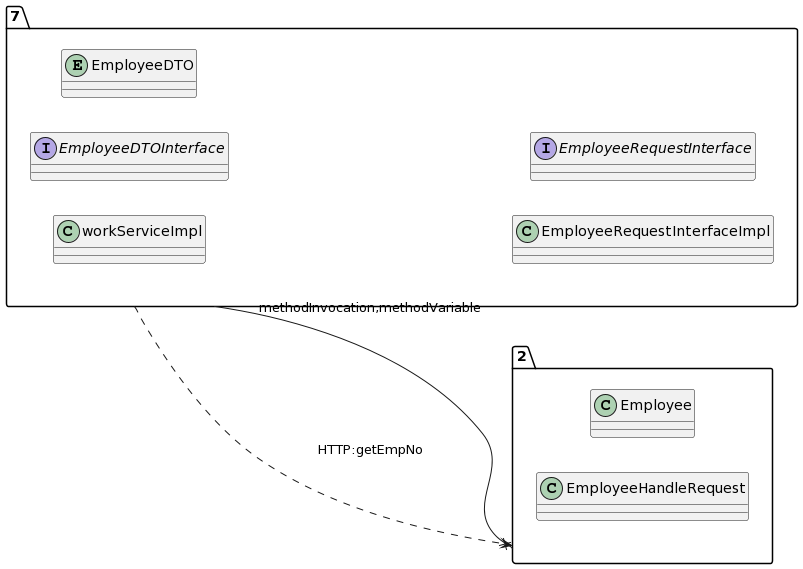 7
E EmployeeDTO
I EmployeeDTOInterface
I EmployeeRequestInterface
C workServiceImpl
C EmployeeRequestInterfaceImpl
methodInvocation;methodVariable
2
C Employee
HTTP:getEmpNo
C EmployeeHandleRequest